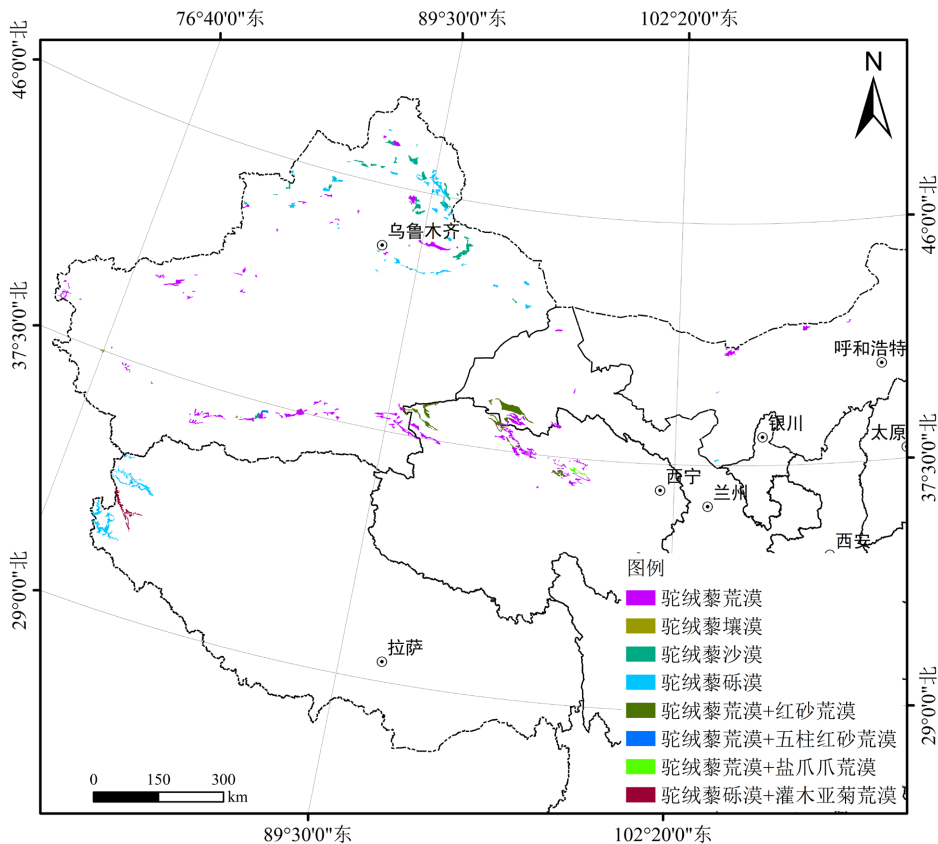 76°40'0"东
89°30'0"东
102°20'0"东
46°0'0"北
N
46°0'0"北
乌鲁木齐
37°30'0"北
呼和浩特
银川
太原
37°30'0"北
西宁
兰州
西安
图例
驼绒藜荒漠
驼绒藜壤漠
驼绒藜沙漠
驼绒藜砾漠
驼绒藜荒漠+红砂荒漠
驼绒藜荒漠+五柱红砂荒漠
驼绒藜荒漠+盐爪爪荒漠
驼绒藜砾漠+灌木亚菊荒漠
29°0'0"北
拉萨
29°0'0"北
0 150 300
km
89°30'0"东
102°20'0"东